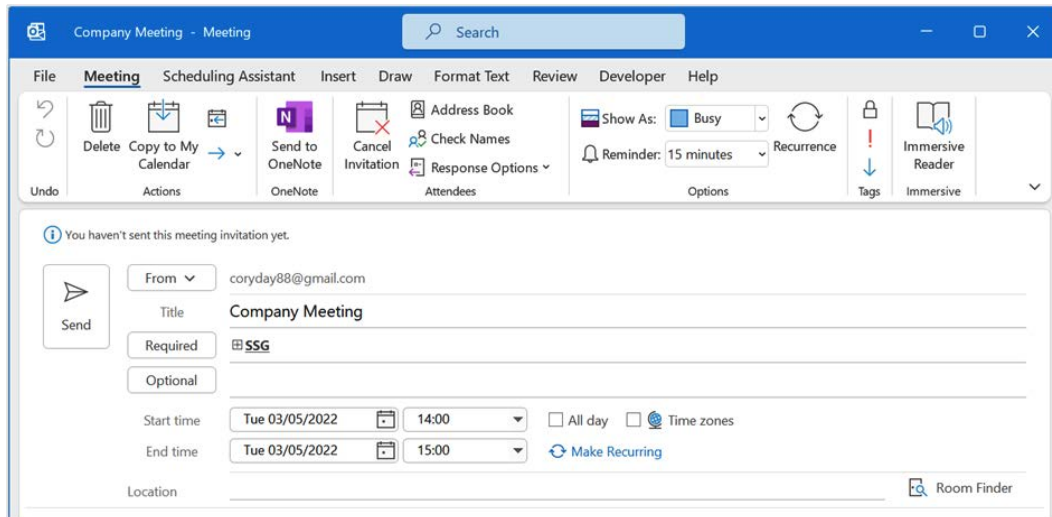 Company Meeting - Meeting
Search
File Meeting Scheduling Assistant Insert Draw Format Text Review Developer Help
Delete
Copy to My
Calendar
Actions
Undo
N
Send to
OneNote
OneNote
Cancel
Invitation
Address Book
Check Names
Response Options
Attendees
Show As: Busy
Reminder: 15 minutes
Recurrence
Options
Tags
Immersive
Reader
Immersive
You haven't sent this meeting invitation yet.
Send
From coryday88@gmail.com
Title Company Meeting
Required SSG
Optional
Start time Tue 03/05/2022 14:00 All day Time zones
End time Tue 03/05/2022 15:00 Make Recurring
Location Room Finder